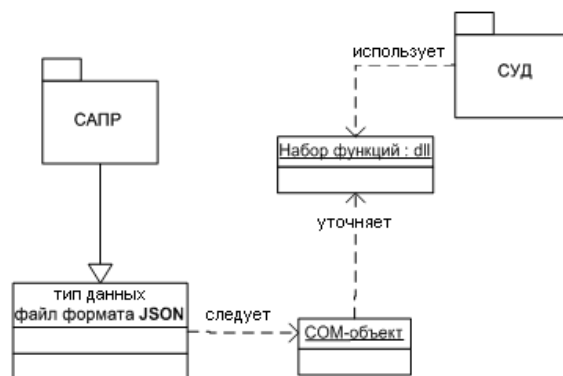 использует
СУД
САПР
Набор функций : dll
уточняет
тип данных
файл формата JSON
следует
COM-объект